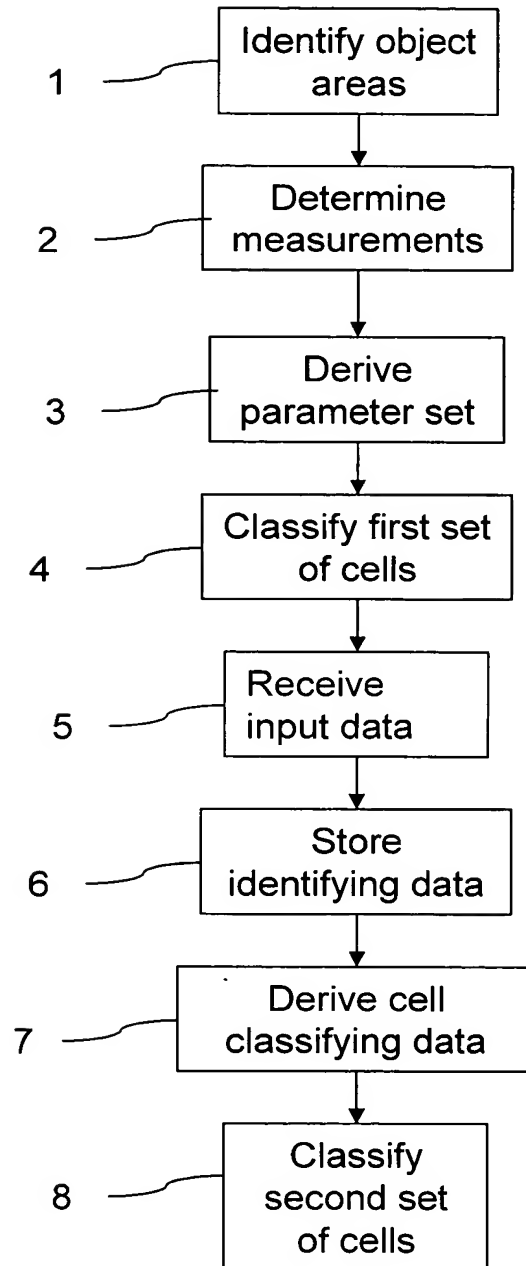 1
Identify object
areas
2
Determine
measurements
3
Derive
parameter set
4
Classify first set
of cells
5
Receive
input data
6
Store
identifying data
7
Derive cell
classifying data
8
Classify
second set
of cells